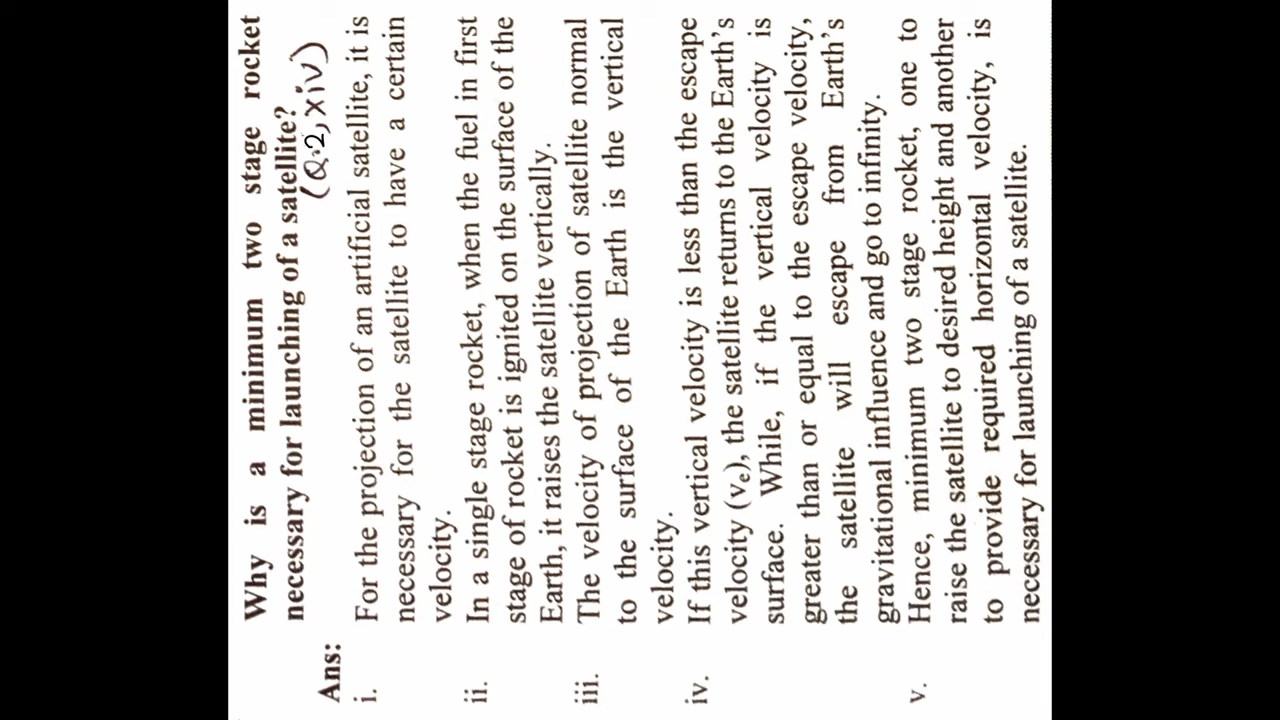 Why is a minimum two stage rocket
necessary for launching of a satellite?
(Q.2, xiv)
Ans:
i. For the projection of an artificial satellite, it is
necessary for the satellite to have a certain
velocity.
ii. In a single stage rocket, when the fuel in first
stage of rocket is ignited on the surface of the
Earth, it raises the satellite vertically.
iii. The velocity of projection of satellite normal
to the surface of the Earth is the vertical
velocity.
iv. If this vertical velocity is less than the escape
velocity (vₑ), the satellite returns to the Earth's
surface. While, if the vertical velocity is
greater than or equal to the escape velocity,
the satellite will escape from Earth's
gravitational influence and go to infinity.
v. Hence, minimum two stage rocket, one to
raise the satellite to desired height and another
to provide required horizontal velocity, is
necessary for launching of a satellite.